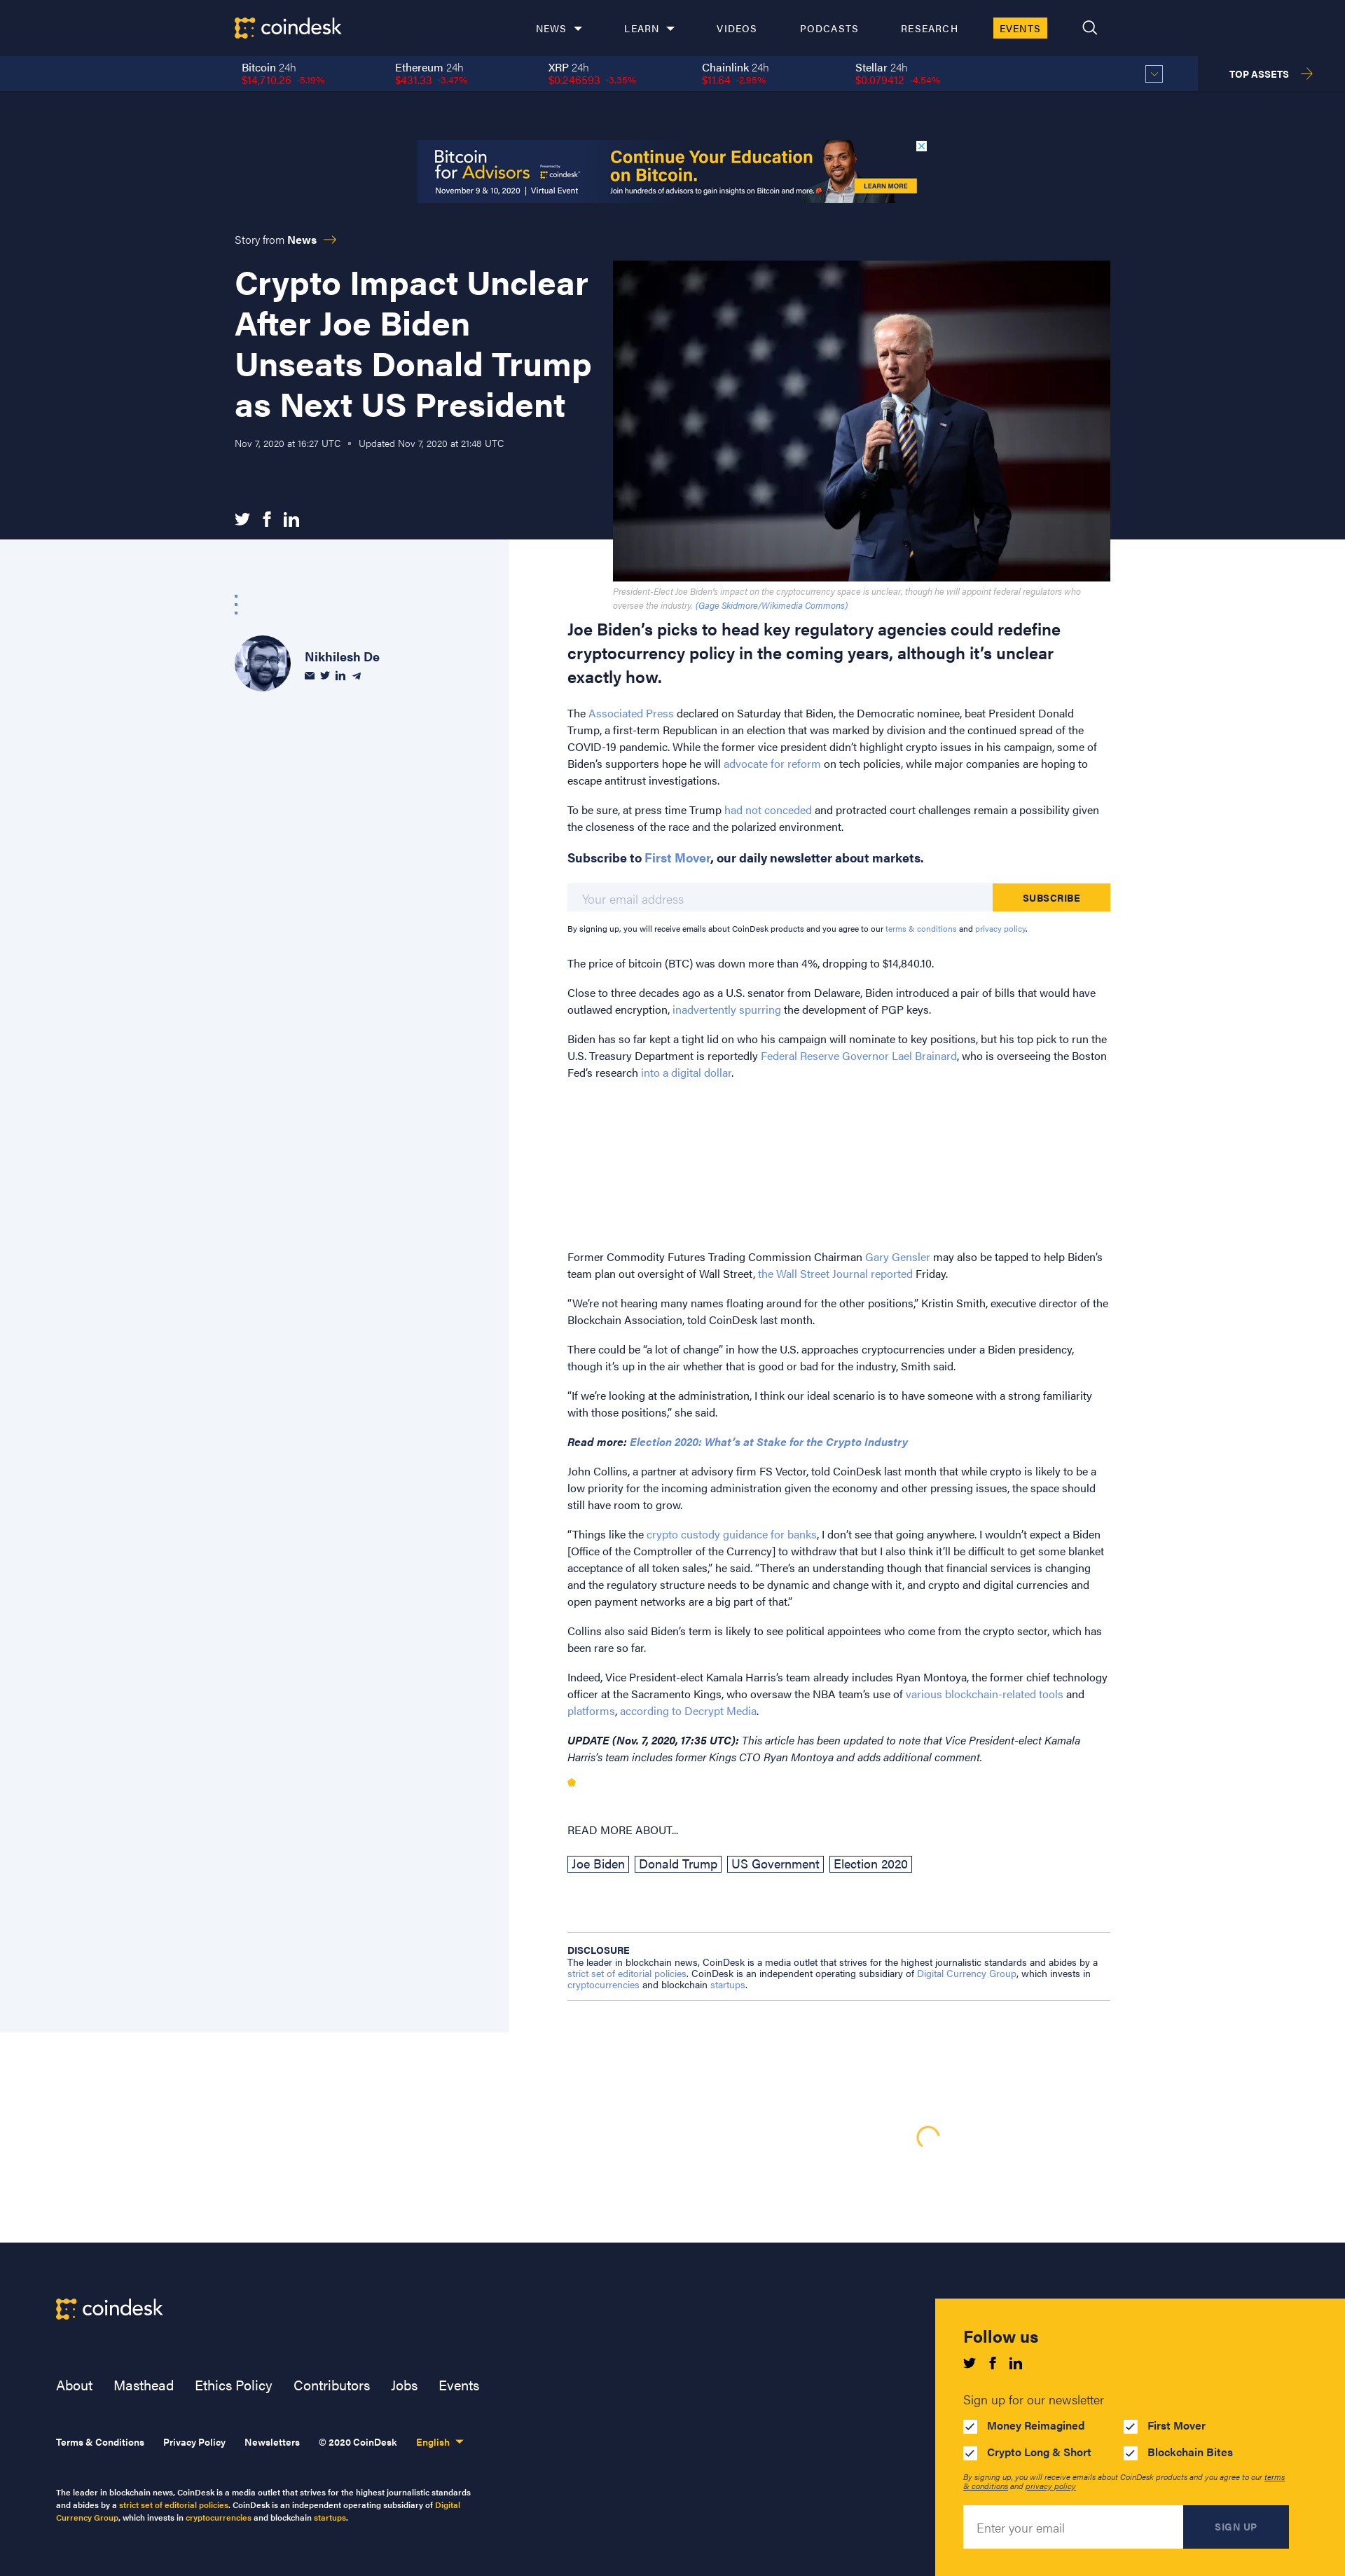 coindesk
NEWS LEARN VIDEOS PODCASTS RESEARCH EVENTS
Bitcoin 24h Ethereum 24h XRP 24h Chainlink 24h Stellar 24h
$14,710.26 -5.19% $431.33 -3.47% $0.246593 -3.35% $11.64 -2.95% $0.079412 -4.54%
TOP ASSETS
Bitcoin
for Advisors
Presented by
coindesk
November 9 & 10, 2020 | Virtual Event
Continue Your Education
on Bitcoin.
Join hundreds of advisors to gain insights on Bitcoin and more.
LEARN MORE
Story from News
Crypto Impact Unclear
After Joe Biden
Unseats Donald Trump
as Next US President
Nov 7, 2020 at 16:27 UTC • Updated Nov 7, 2020 at 21:48 UTC
President-Elect Joe Biden's impact on the cryptocurrency space is unclear, though he will appoint federal regulators who
oversee the industry. (Gage Skidmore/Wikimedia Commons)
Nikhilesh De
Joe Biden’s picks to head key regulatory agencies could redefine
cryptocurrency policy in the coming years, although it’s unclear
exactly how.
The Associated Press declared on Saturday that Biden, the Democratic nominee, beat President Donald
Trump, a first-term Republican in an election that was marked by division and the continued spread of the
COVID-19 pandemic. While the former vice president didn’t highlight crypto issues in his campaign, some of
Biden’s supporters hope he will advocate for reform on tech policies, while major companies are hoping to
escape antitrust investigations.
To be sure, at press time Trump had not conceded and protracted court challenges remain a possibility given
the closeness of the race and the polarized environment.
Subscribe to First Mover, our daily newsletter about markets.
Your email address
SUBSCRIBE
By signing up, you will receive emails about CoinDesk products and you agree to our terms & conditions and privacy policy.
The price of bitcoin (BTC) was down more than 4%, dropping to $14,840.10.
Close to three decades ago as a U.S. senator from Delaware, Biden introduced a pair of bills that would have
outlawed encryption, inadvertently spurring the development of PGP keys.
Biden has so far kept a tight lid on who his campaign will nominate to key positions, but his top pick to run the
U.S. Treasury Department is reportedly Federal Reserve Governor Lael Brainard, who is overseeing the Boston
Fed’s research into a digital dollar.
Former Commodity Futures Trading Commission Chairman Gary Gensler may also be tapped to help Biden’s
team plan out oversight of Wall Street, the Wall Street Journal reported Friday.
“We’re not hearing many names floating around for the other positions,” Kristin Smith, executive director of the
Blockchain Association, told CoinDesk last month.
There could be “a lot of change” in how the U.S. approaches cryptocurrencies under a Biden presidency,
though it’s up in the air whether that is good or bad for the industry, Smith said.
“If we’re looking at the administration, I think our ideal scenario is to have someone with a strong familiarity
with those positions,” she said.
Read more: Election 2020: What’s at Stake for the Crypto Industry
John Collins, a partner at advisory firm FS Vector, told CoinDesk last month that while crypto is likely to be a
low priority for the incoming administration given the economy and other pressing issues, the space should
still have room to grow.
“Things like the crypto custody guidance for banks, I don’t see that going anywhere. I wouldn’t expect a Biden
[Office of the Comptroller of the Currency] to withdraw that but I also think it’ll be difficult to get some blanket
acceptance of all token sales,” he said. “There’s an understanding though that financial services is changing
and the regulatory structure needs to be dynamic and change with it, and crypto and digital currencies and
open payment networks are a big part of that.”
Collins also said Biden’s term is likely to see political appointees who come from the crypto sector, which has
been rare so far.
Indeed, Vice President-elect Kamala Harris’s team already includes Ryan Montoya, the former chief technology
officer at the Sacramento Kings, who oversaw the NBA team’s use of various blockchain-related tools and
platforms, according to Decrypt Media.
UPDATE (Nov. 7, 2020, 17:35 UTC): This article has been updated to note that Vice President-elect Kamala
Harris’s team includes former Kings CTO Ryan Montoya and adds additional comment.
READ MORE ABOUT...
Joe Biden Donald Trump US Government Election 2020
DISCLOSURE
The leader in blockchain news, CoinDesk is a media outlet that strives for the highest journalistic standards and abides by a
strict set of editorial policies. CoinDesk is an independent operating subsidiary of Digital Currency Group, which invests in
cryptocurrencies and blockchain startups.
coindesk
About Masthead Ethics Policy Contributors Jobs Events
Terms & Conditions Privacy Policy Newsletters © 2020 CoinDesk English
The leader in blockchain news, CoinDesk is a media outlet that strives for the highest journalistic standards
and abides by a strict set of editorial policies. CoinDesk is an independent operating subsidiary of Digital
Currency Group, which invests in cryptocurrencies and blockchain startups.
Follow us
Sign up for our newsletter
Money Reimagined First Mover
Crypto Long & Short Blockchain Bites
By signing up, you will receive emails about CoinDesk products and you agree to our terms
& conditions and privacy policy
Enter your email
SIGN UP